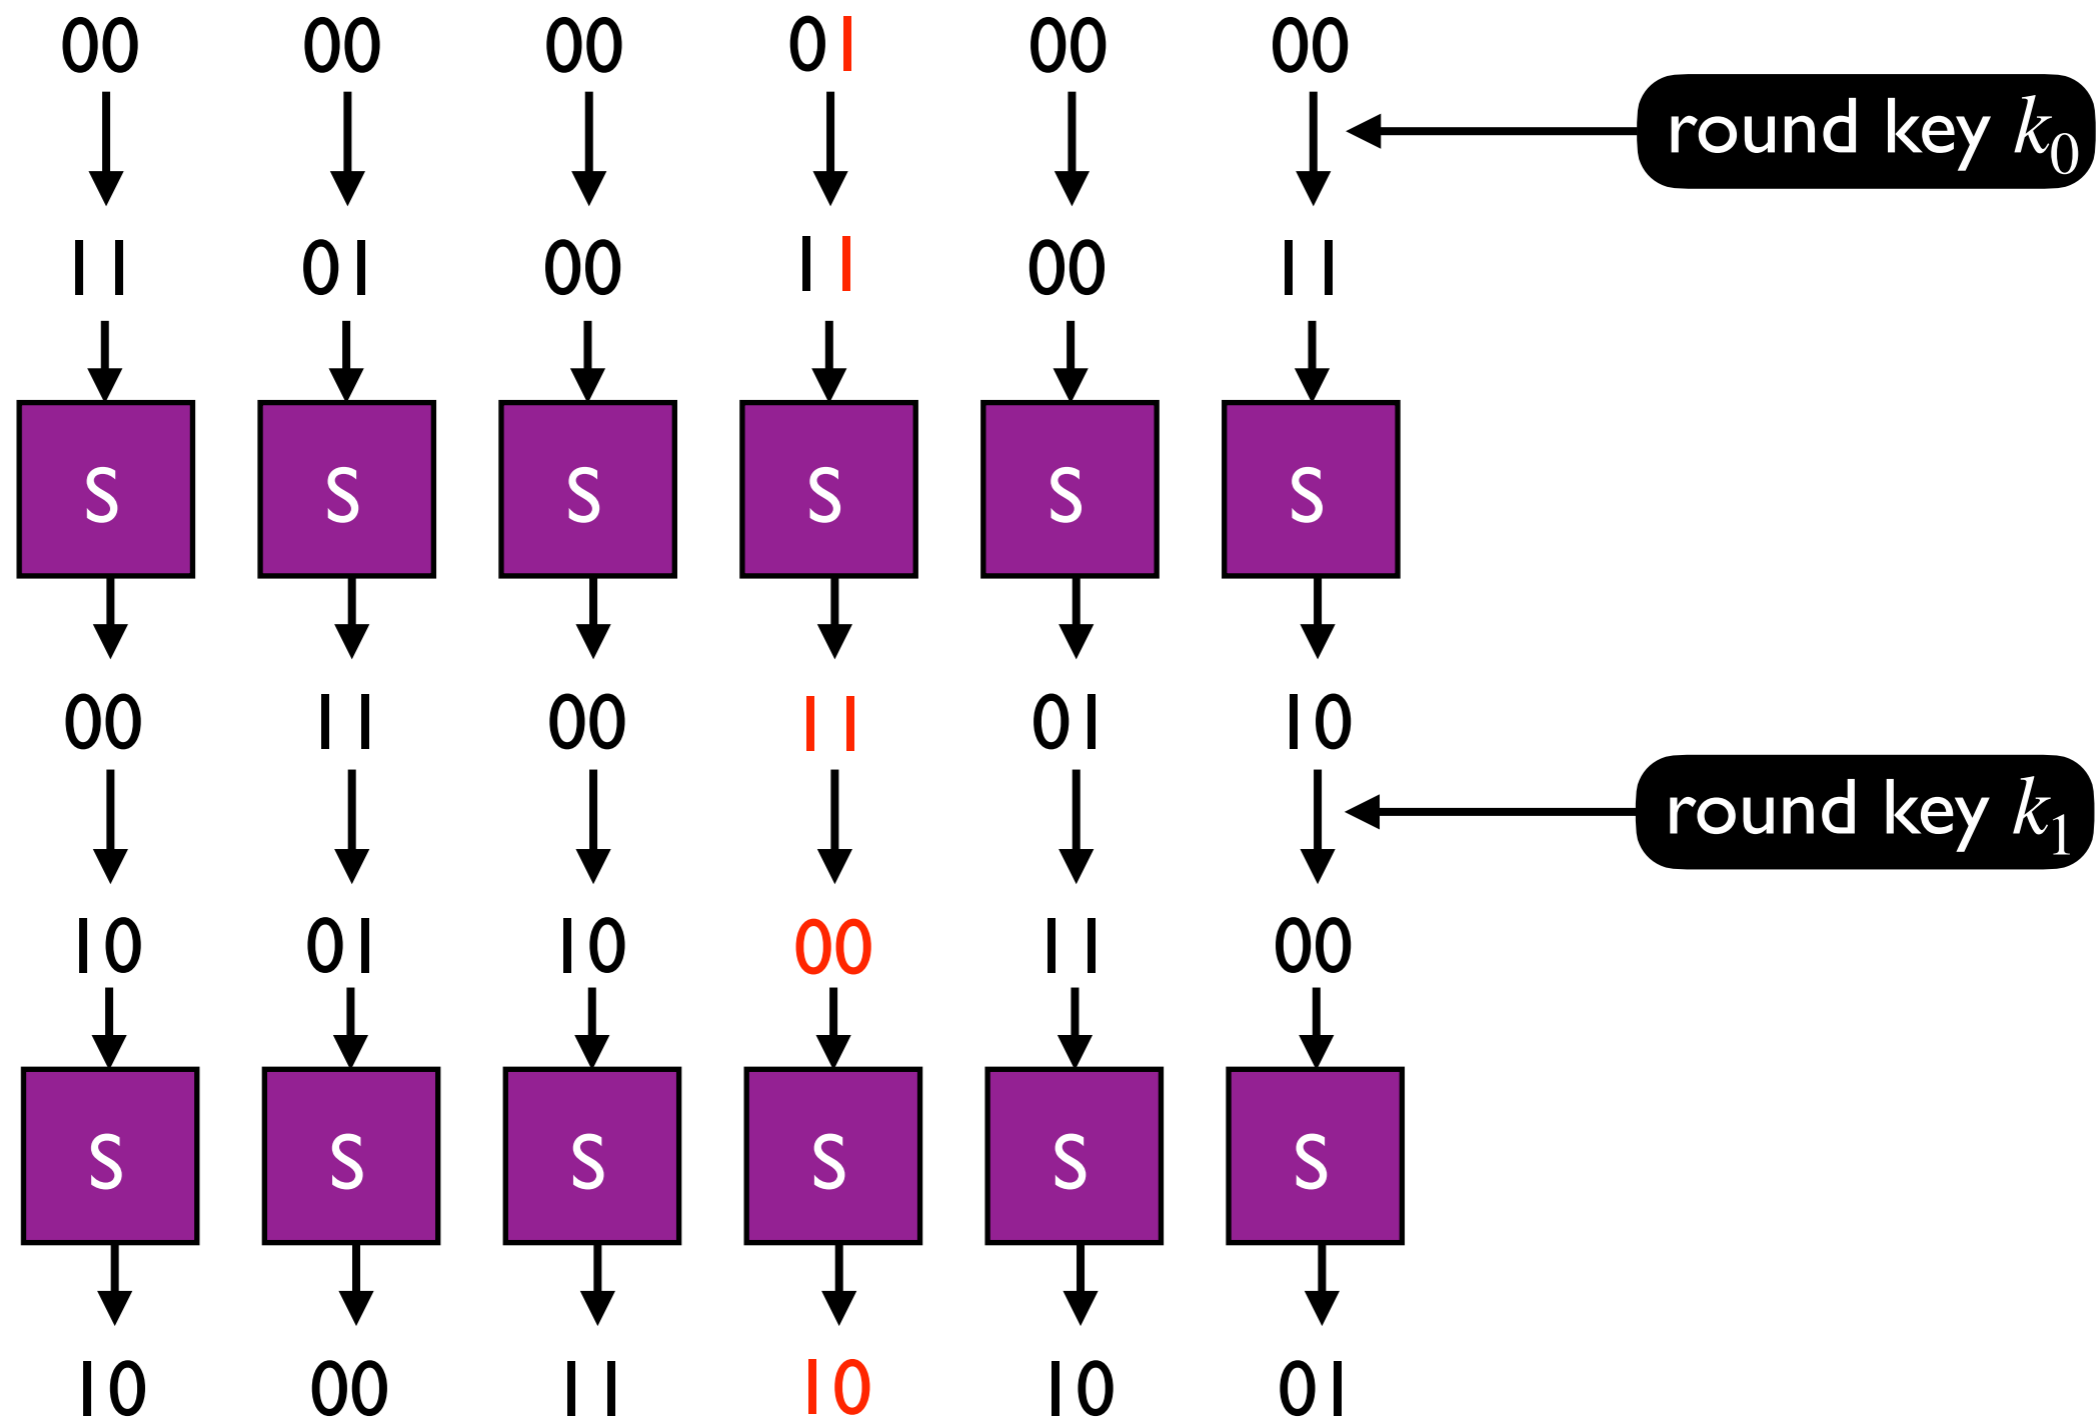 00 00 00 01 00 00
round key k0
11 01 00 11 00 11
S S S S S S
00 11 00 11 01 10
round key k1
10 01 10 00 11 00
S S S S S S
10 00 11 10 10 01